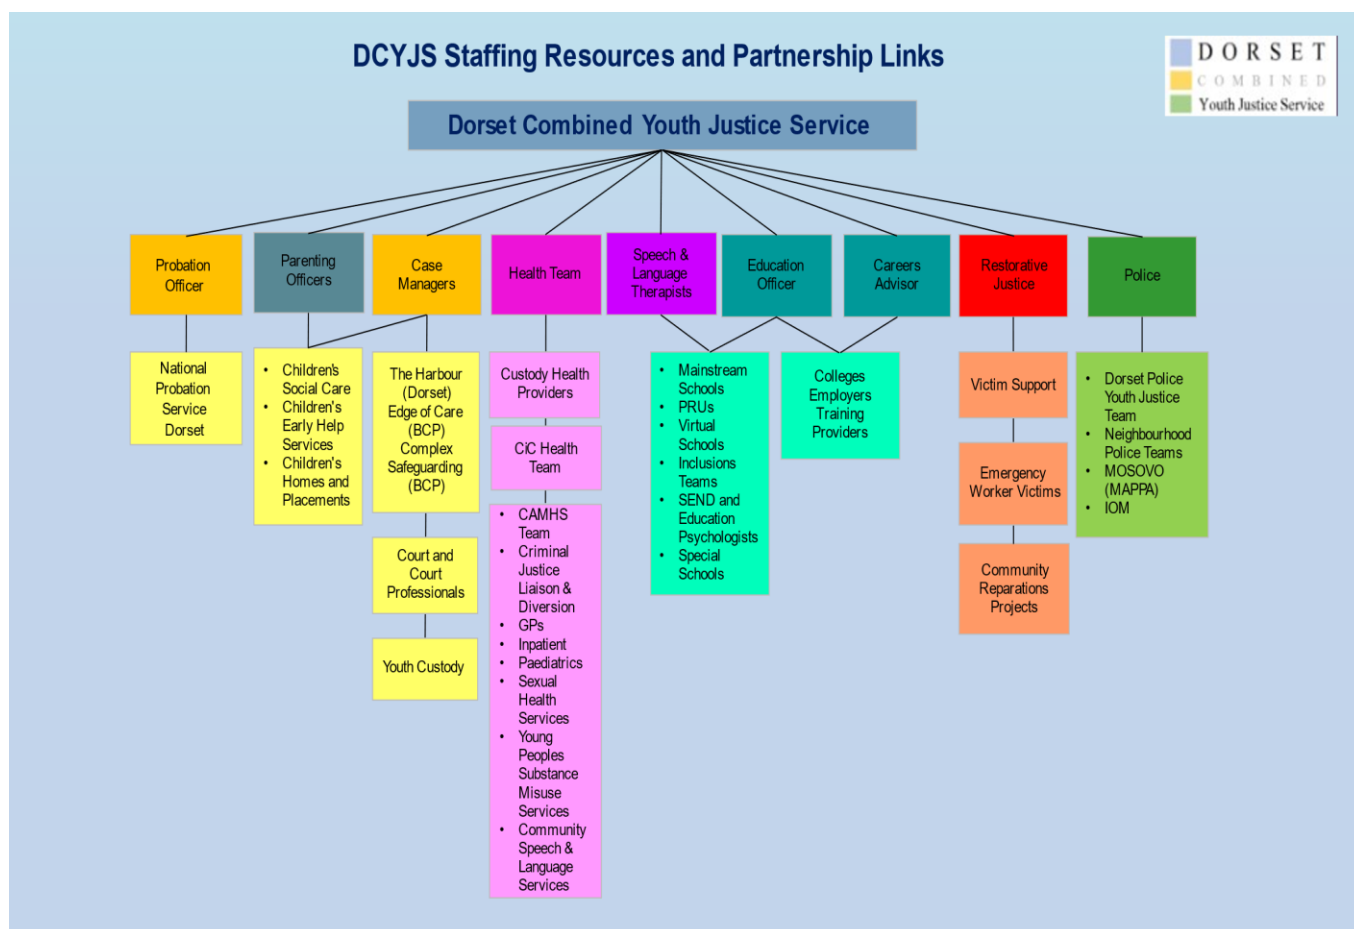 DCYJS Staffing Resources and Partnership Links
DORSET
COMBINED
Youth Justice Service
Dorset Combined Youth Justice Service
Probation
Officer
Parenting
Officers
Case
Managers
Health Team
Speech &
Language
Therapists
Education
Officer
Careers
Advisor
Restorative
Justice
Police
National
Probation
Service
Dorset
• Children's
Social Care
• Children's
Early Help
Services
• Children's
Homes and
Placements
The Harbour
(Dorset)
Edge of Care
(BCP)
Complex
Safeguarding
(BCP)
Court and
Court
Professionals
Youth Custody
Custody Health
Providers
CiC Health
Team
• CAMHS
Team
• Criminal
Justice
Liaison &
Diversion
• GPs
• Inpatient
• Paediatrics
• Sexual
Health
Services
• Young
Peoples
Substance
Misuse
Services
• Community
Speech &
Language
Services
• Mainstream
Schools
• PRUs
• Virtual
Schools
• Inclusions
Teams
• SEND and
Education
Psychologists
• Special
Schools
Colleges
Employers
Training
Providers
Victim Support
Emergency
Worker Victims
Community
Reparations
Projects
• Dorset Police
Youth Justice
Team
• Neighbourhood
Police Teams
• MOSOVO
(MAPPA)
• IOM